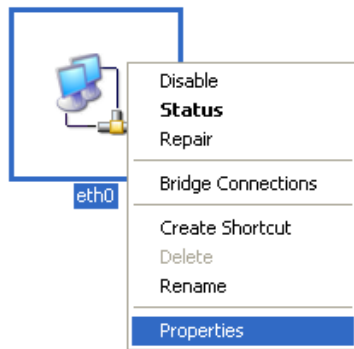 Disable
Status
Repair
Bridge Connections
eth0
Create Shortcut
Delete
Rename
Properties